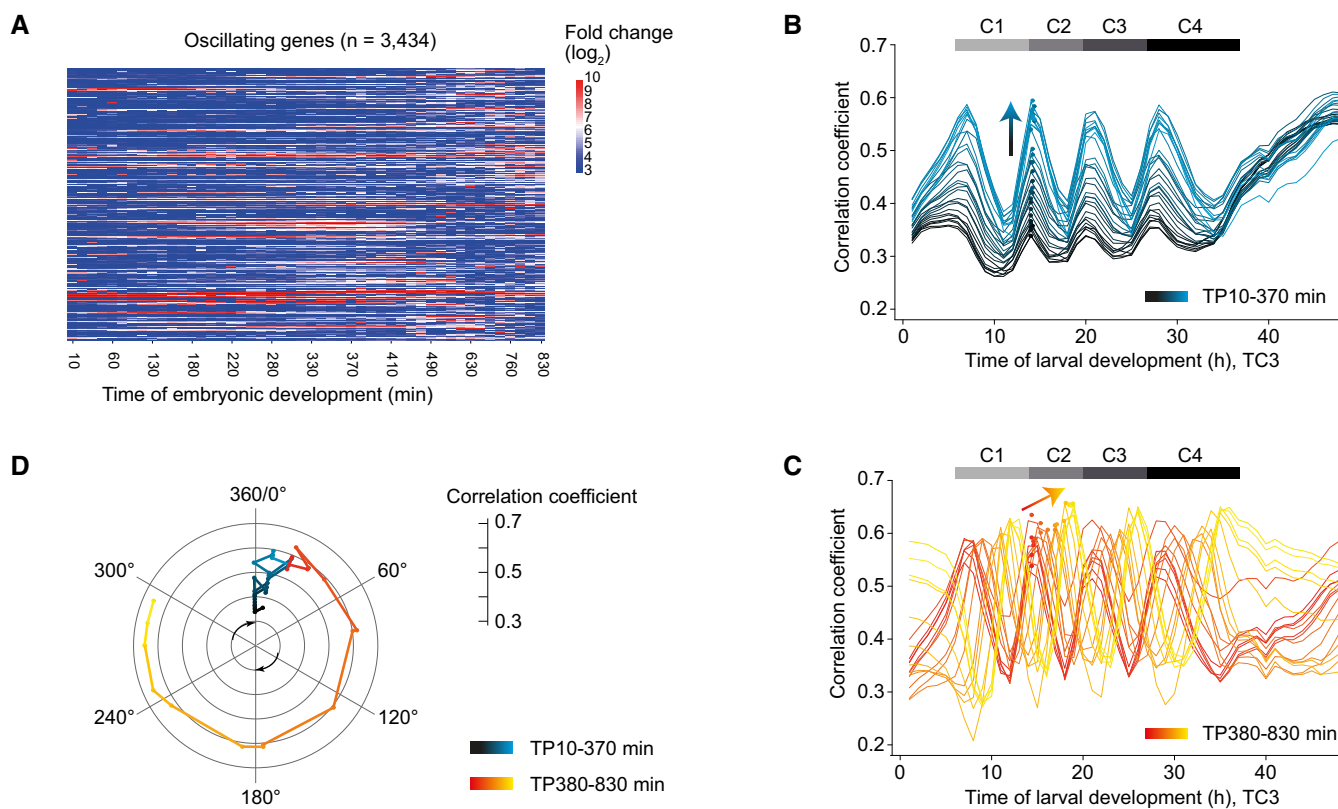 A
Oscillating genes (n = 3,434)
Fold change
(log2)
10
9
8
7
6
5
4
3
10
60
130
180
220
280
330
370
410
490
630
760
830
Time of embryonic development (min)
B
C1 C2 C3 C4
0.7
0.6
0.5
0.4
0.3
0.2
Correlation coefficient
TP10-370 min
0 10 20 30 40
Time of larval development (h), TC3
D
360/0°
60°
120°
180°
240°
300°
Correlation coefficient
0.7
0.5
0.3
TP10-370 min
TP380-830 min
C
C1 C2 C3 C4
0.7
0.6
0.5
0.4
0.3
0.2
Correlation coefficient
TP380-830 min
0 10 20 30 40
Time of larval development (h), TC3